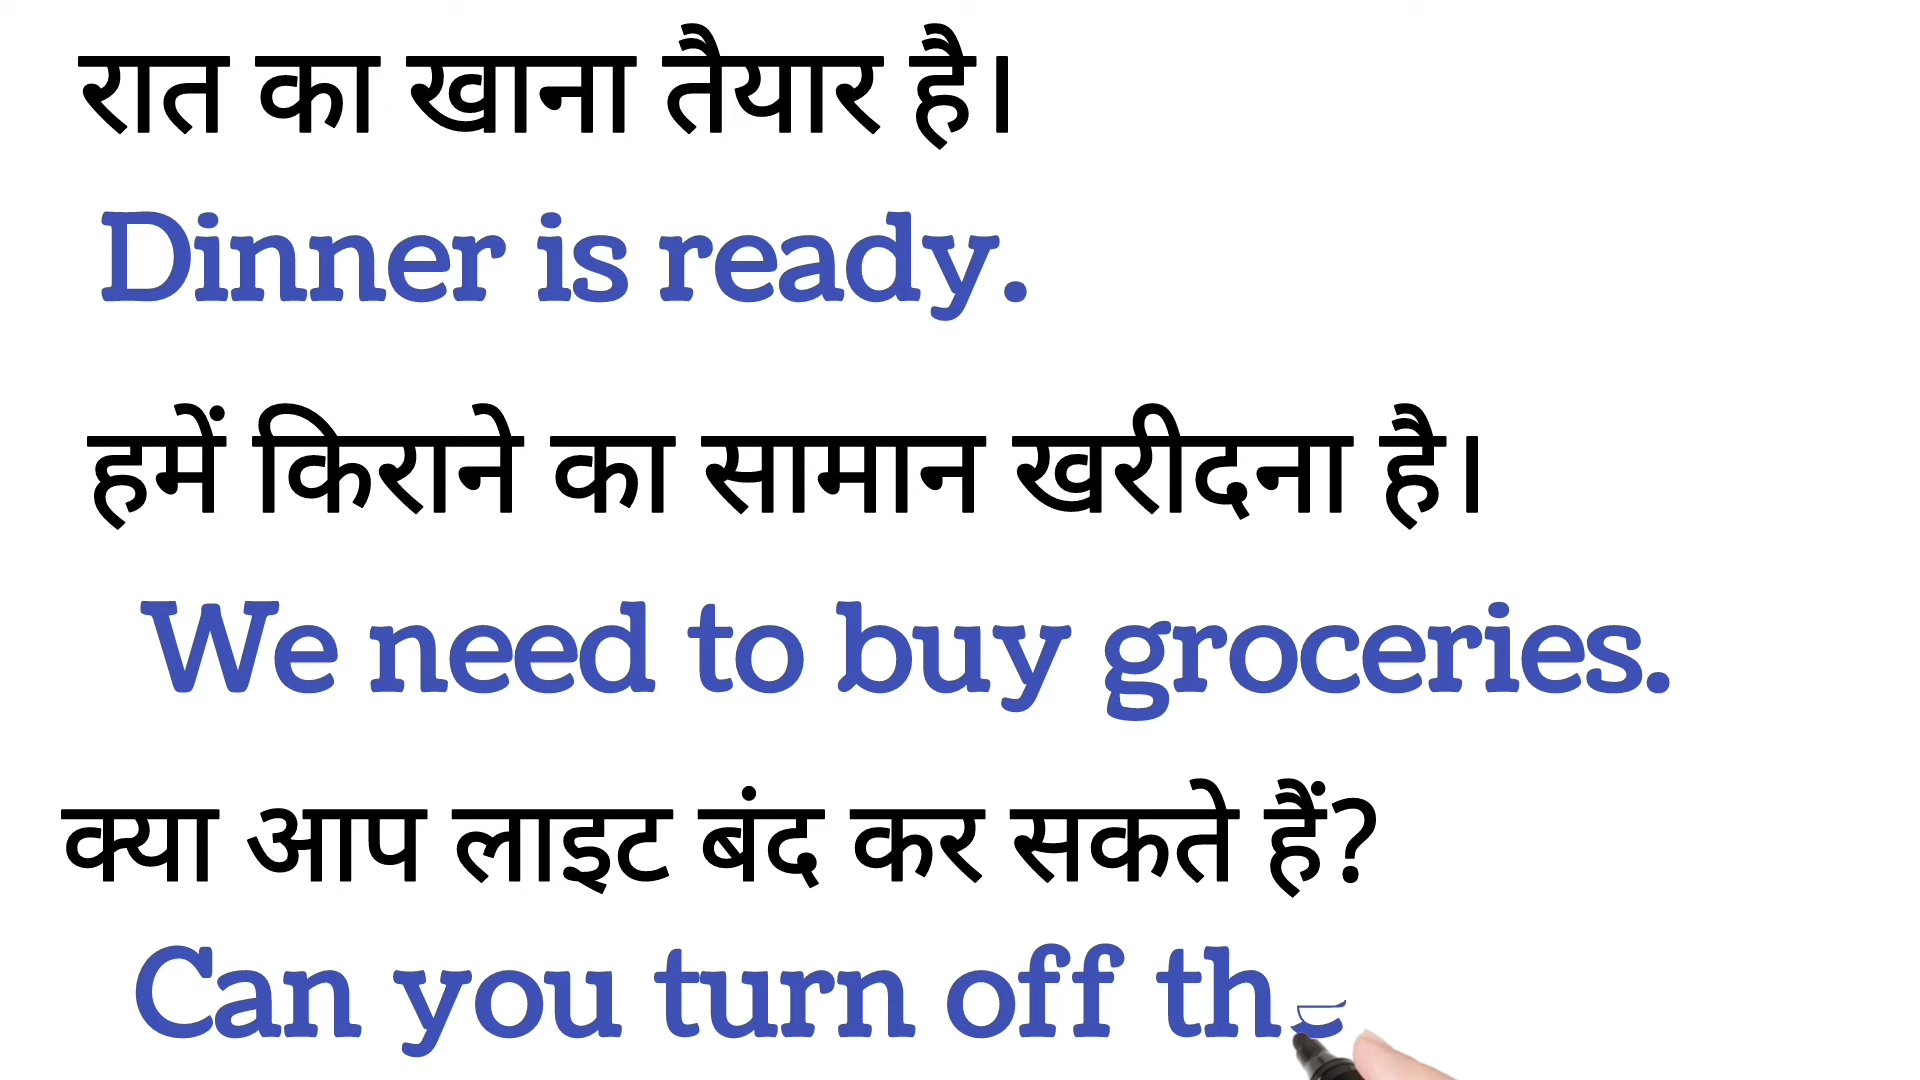 रात का खाना तैयार है।
Dinner is ready.
हमें किराने का सामान खरीदना है।
We need to buy groceries.
क्या आप लाइट बंद कर सकते हैं?
Can you turn off th